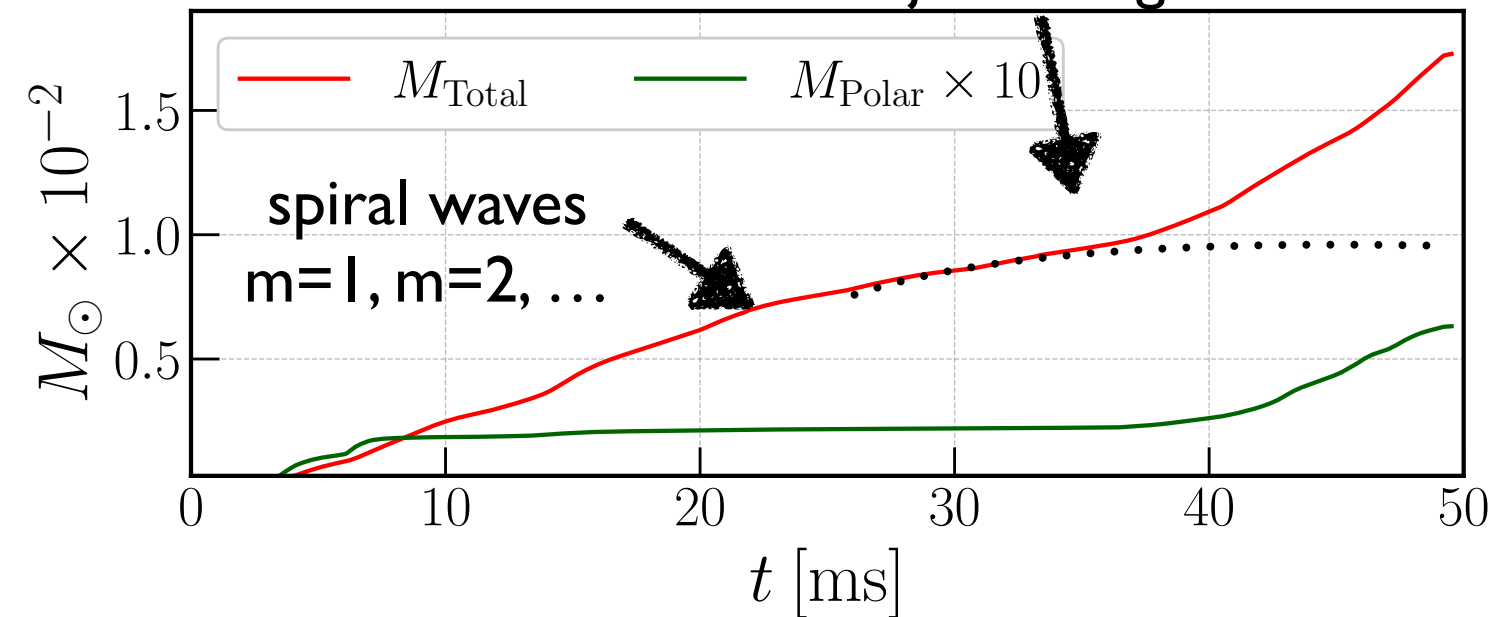 M_Total M_Polar × 10
M_⊙ × 10^−2
1.5
1.0
0.5
spiral waves
m=1, m=2, ...
0 10 20 30 40 50
t [ms]